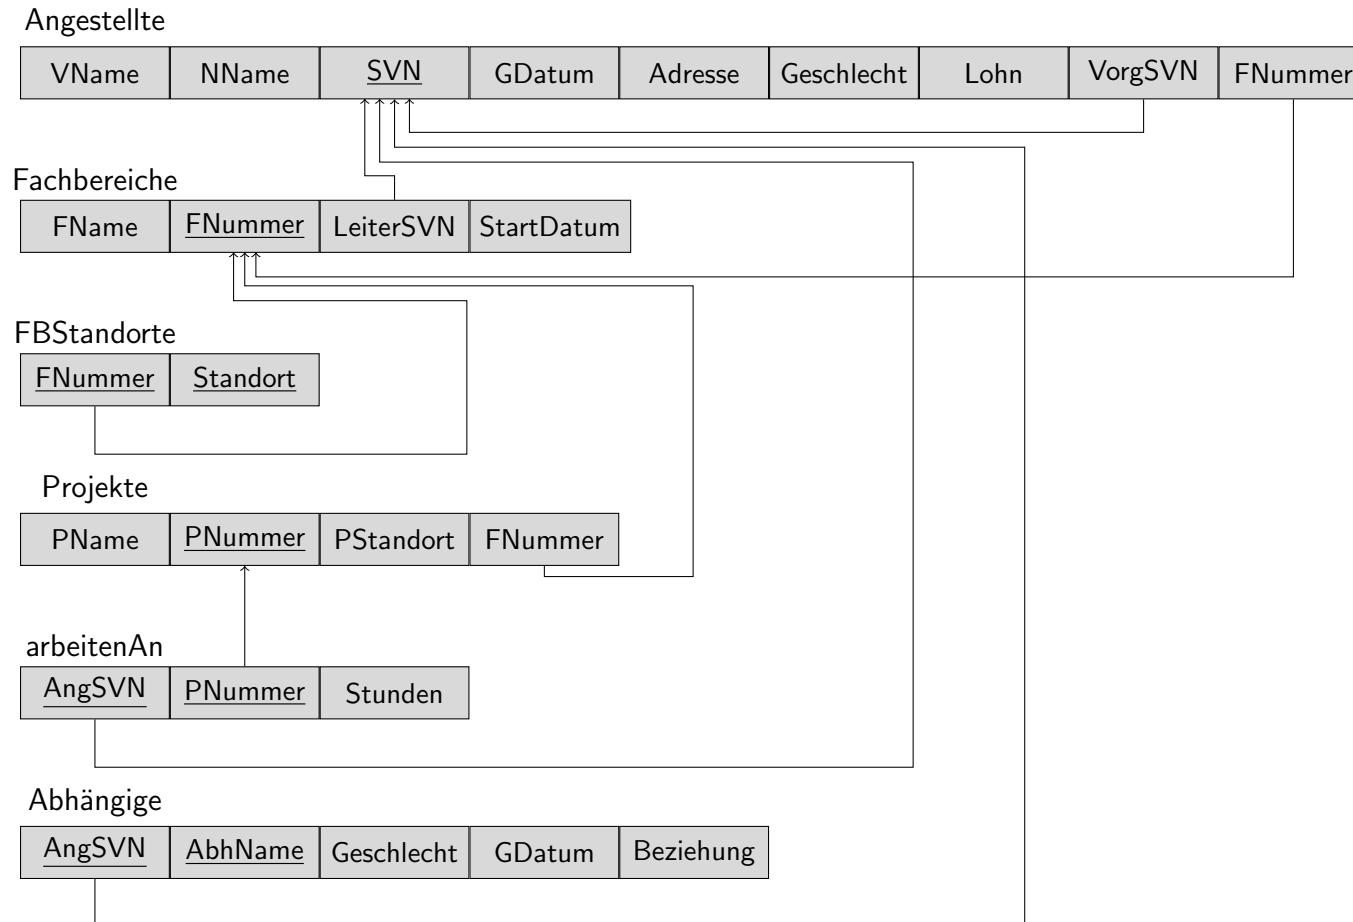 Angestellte
VName NName SVN GDatum Adresse Geschlecht Lohn VorgSVN FNummer
Fachbereiche
FName FNummer LeiterSVN StartDatum
FBStandorte
FNummer Standort
Projekte
PName PNummer PStandort FNummer
arbeitenAn
AngSVN PNummer Stunden
Abhängige
AngSVN AbhName Geschlecht GDatum Beziehung